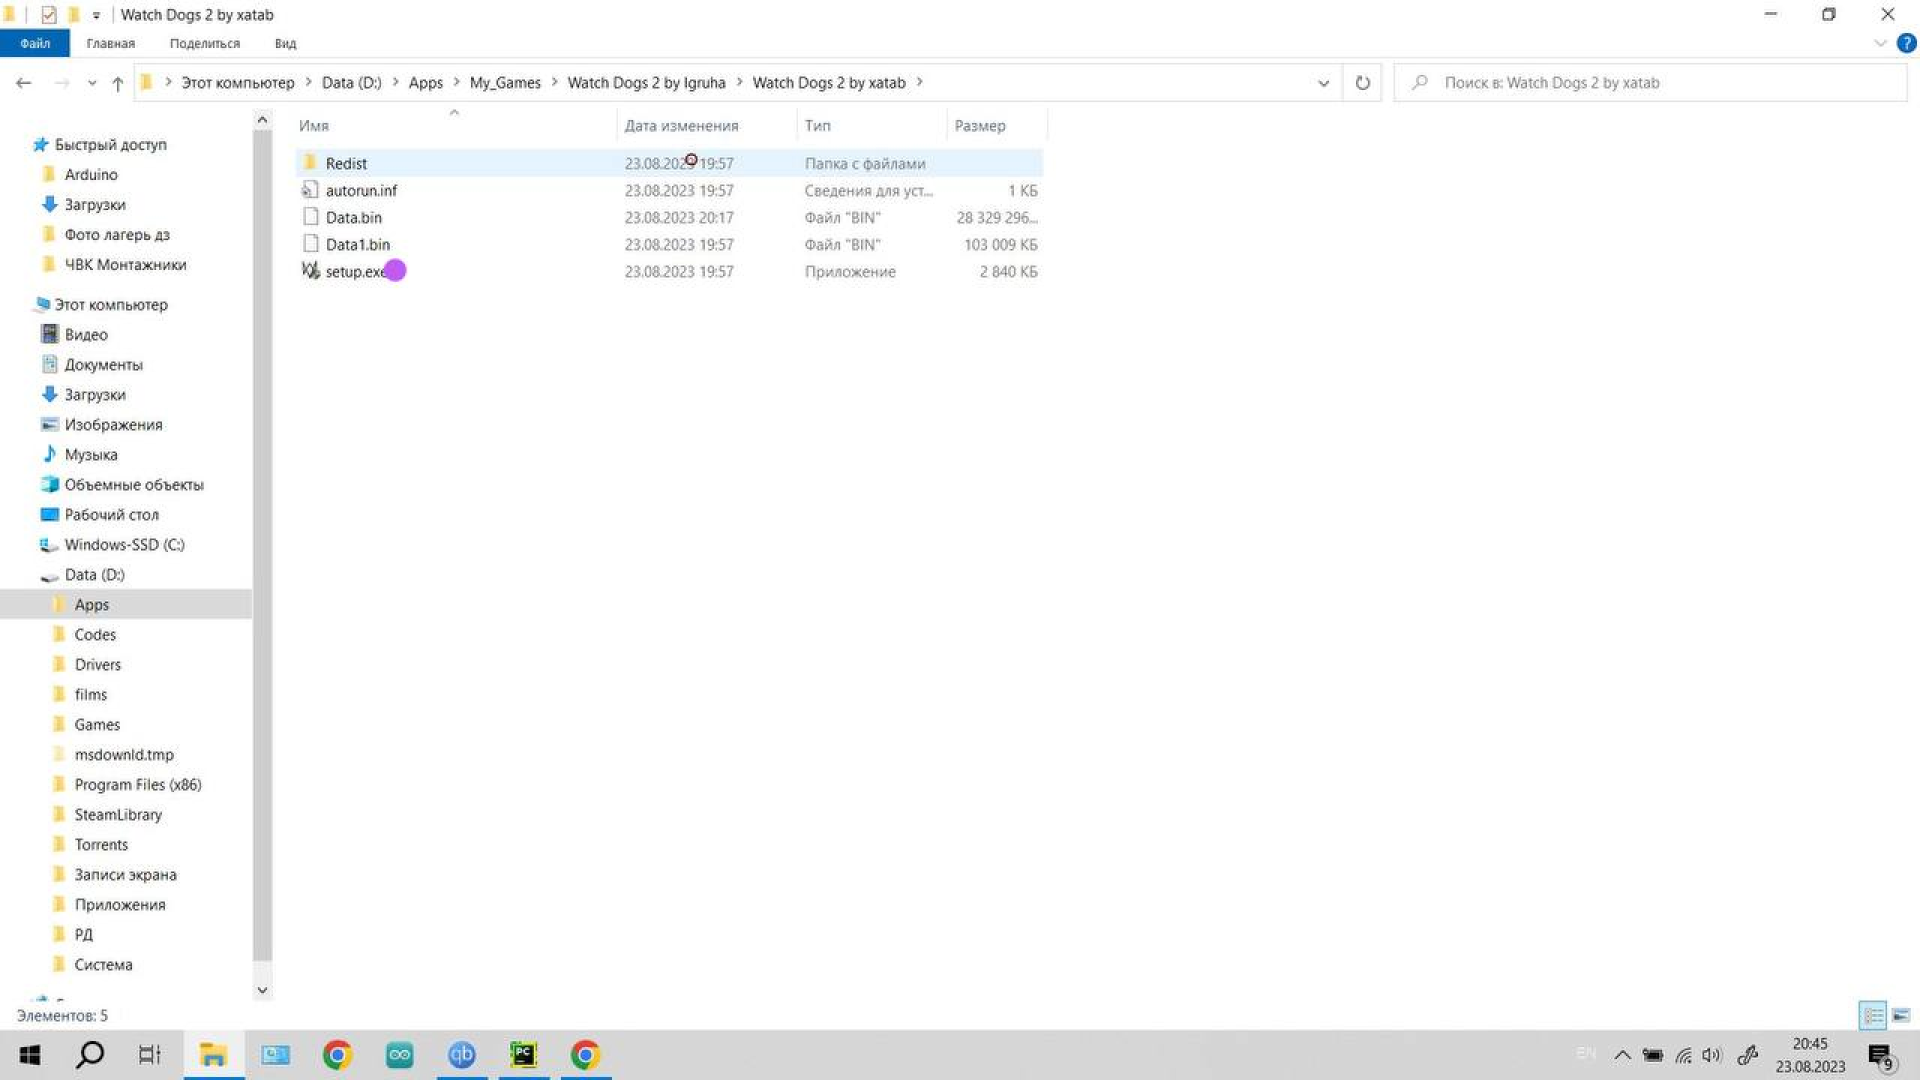 Watch Dogs 2 by xatab
Файл Главная Поделиться Вид
Этот компьютер Data (D:) Apps My_Games Watch Dogs 2 by Igruha Watch Dogs 2 by xatab
Поиск в: Watch Dogs 2 by xatab
Имя Дата изменения Тип Размер
Redist 23.08.2023 19:57 Папка с файлами
autorun.inf 23.08.2023 19:57 Сведения для уст... 1 КБ
Data.bin 23.08.2023 20:17 Файл "BIN" 28 329 296...
Data1.bin 23.08.2023 19:57 Файл "BIN" 103 009 КБ
setup.exe 23.08.2023 19:57 Приложение 2 840 КБ
Быстрый доступ
Arduino
Загрузки
Фото лагерь дз
ЧВК Монтажники
Этот компьютер
Видео
Документы
Загрузки
Изображения
Музыка
Объемные объекты
Рабочий стол
Windows-SSD (C:)
Data (D:)
Apps
Codes
Drivers
films
Games
msdownld.tmp
Program Files (x86)
SteamLibrary
Torrents
Записи экрана
Приложения
РД
Система
Элементов: 5
qb
PC
EN
20:45
23.08.2023
9